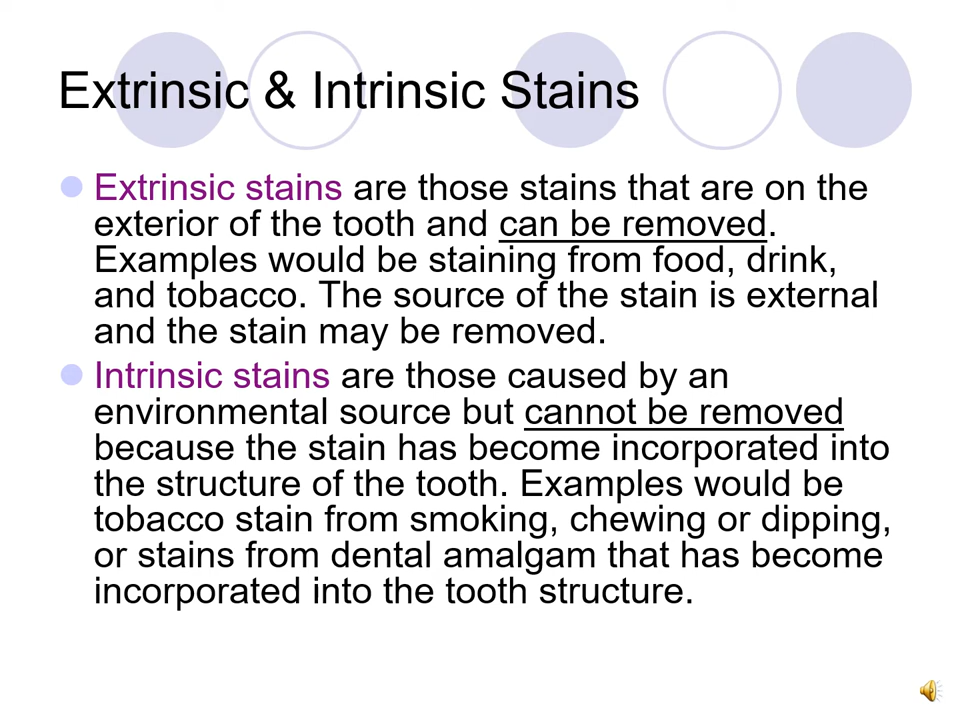 Extrinsic & Intrinsic Stains
Extrinsic stains are those stains that are on the
exterior of the tooth and can be removed.
Examples would be staining from food, drink,
and tobacco. The source of the stain is external
and the stain may be removed.
Intrinsic stains are those caused by an
environmental source but cannot be removed
because the stain has become incorporated into
the structure of the tooth. Examples would be
tobacco stain from smoking, chewing or dipping,
or stains from dental amalgam that has become
incorporated into the tooth structure.